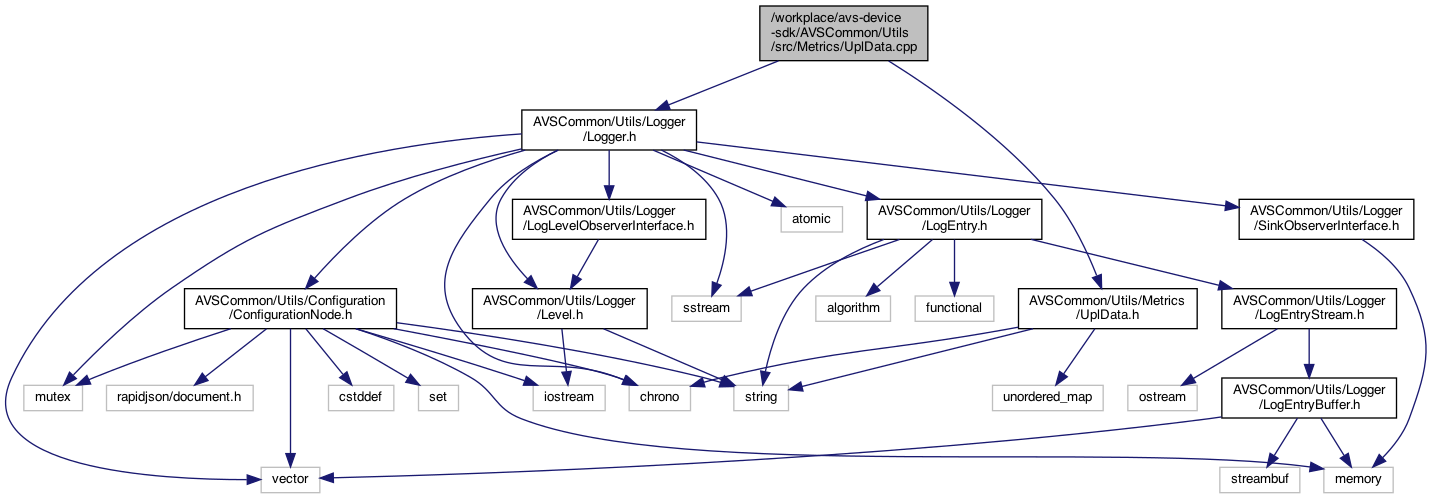 /workplace/avs-device
-sdk/AVSCommon/Utils
/src/Metrics/UplData.cpp
AVSCommon/Utils/Logger
/Logger.h
AVSCommon/Utils/Logger
/LogLevelObserverInterface.h
atomic
AVSCommon/Utils/Logger
/LogEntry.h
AVSCommon/Utils/Logger
/SinkObserverInterface.h
AVSCommon/Utils/Configuration
/ConfigurationNode.h
AVSCommon/Utils/Logger
/Level.h
sstream
algorithm
functional
AVSCommon/Utils/Metrics
/UplData.h
AVSCommon/Utils/Logger
/LogEntryStream.h
mutex
rapidjson/document.h
cstddef
set
iostream
chrono
string
unordered_map
ostream
AVSCommon/Utils/Logger
/LogEntryBuffer.h
vector
streambuf
memory